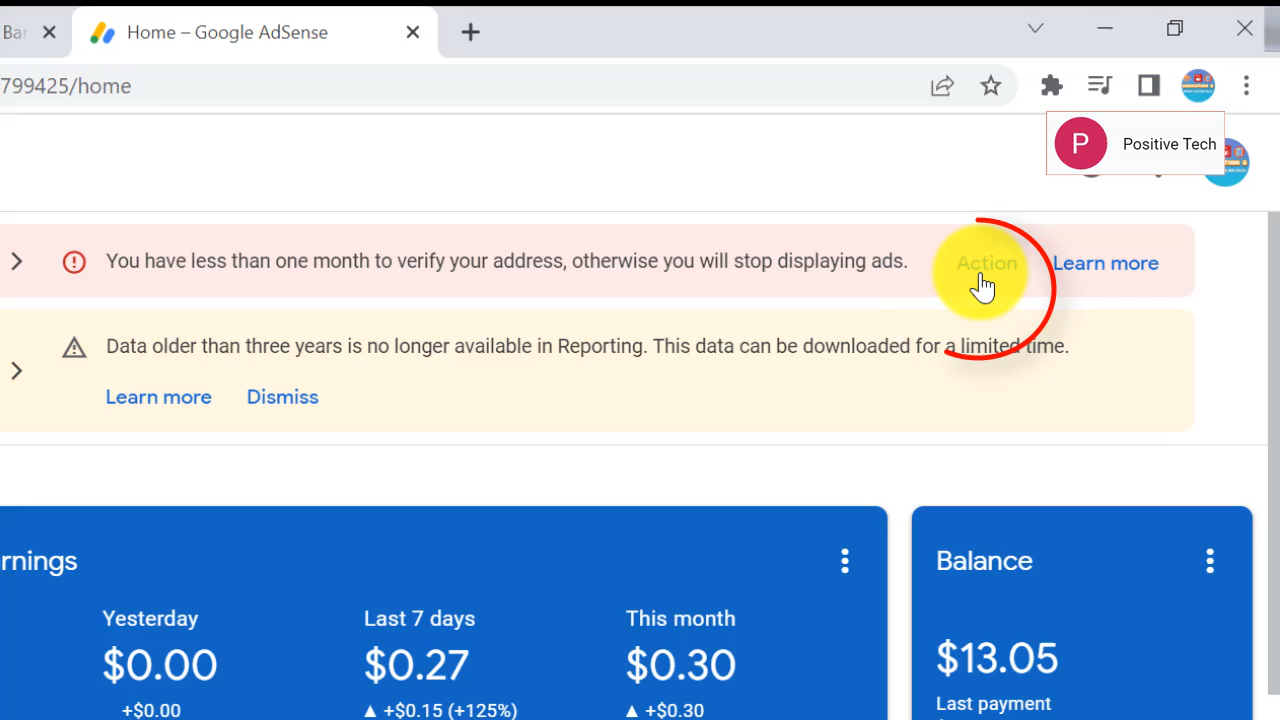 Bar
Home – Google AdSense
799425/home
P Positive Tech
You have less than one month to verify your address, otherwise you will stop displaying ads. Action Learn more
Data older than three years is no longer available in Reporting. This data can be downloaded for a limited time.
Learn more Dismiss
rnings
Balance
Yesterday Last 7 days This month
$0.00 $0.27 $0.30
$13.05
+$0.00 ▲ +$0.15 (+125%) ▲ +$0.30
Last payment